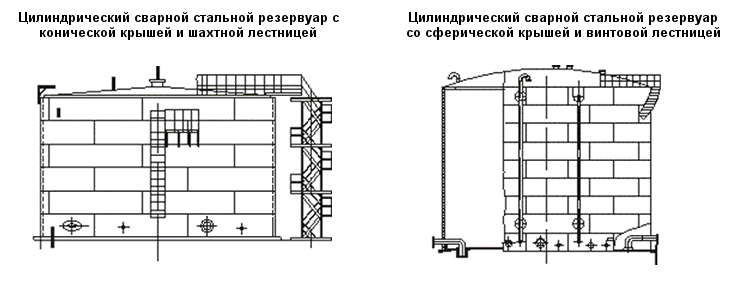 Цилиндрический сварной стальной резервуар с
конической крышей и шахтной лестницей
Цилиндрический сварной стальной резервуар
со сферической крышей и винтовой лестницей